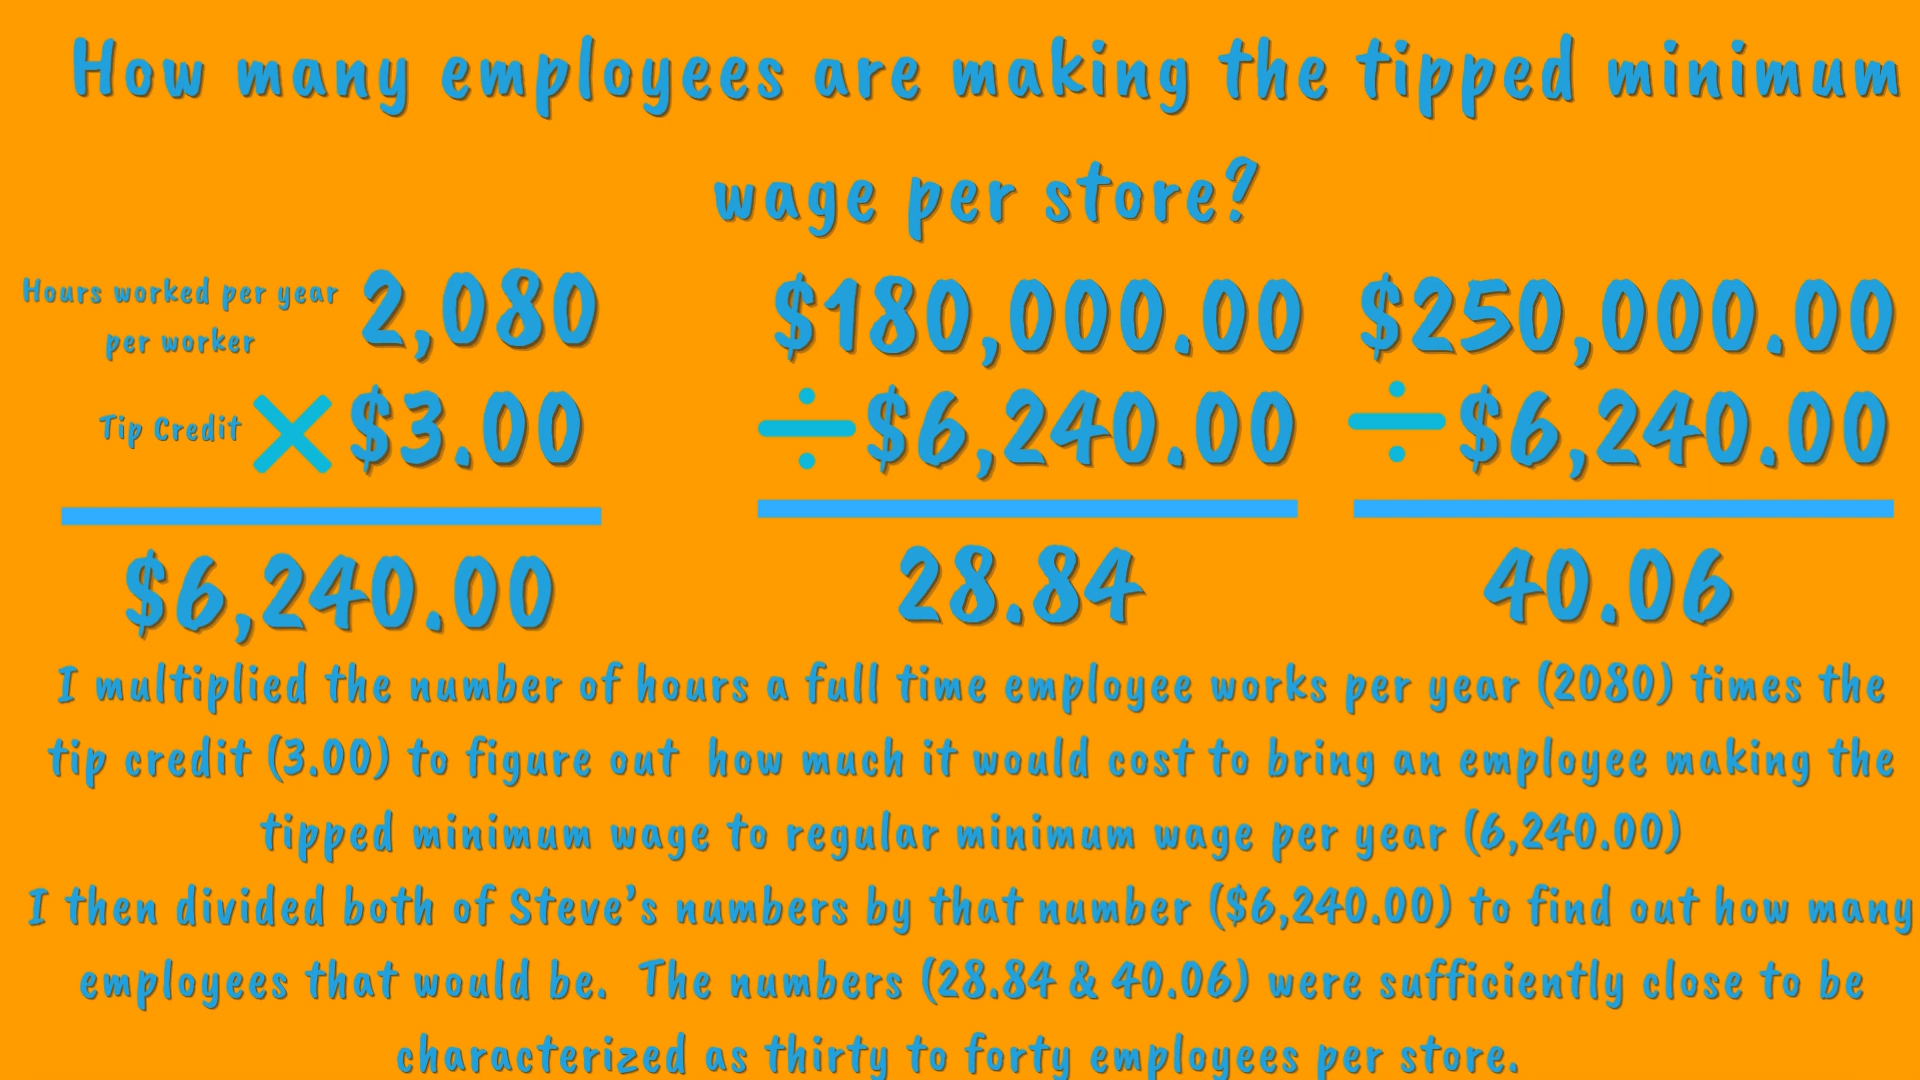 How many employees are making the tipped minimum
wage per store?
Hours worked per year
per worker
2,080
Tip Credit × $3.00
$6,240.00
$180,000.00
÷ $6,240.00
28.84
$250,000.00
÷ $6,240.00
40.06
I multiplied the number of hours a full time employee works per year (2080) times the
tip credit (3.00) to figure out how much it would cost to bring an employee making the
tipped minimum wage to regular minimum wage per year (6,240.00)
I then divided both of Steve's numbers by that number ($6,240.00) to find out how many
employees that would be. The numbers (28.84 & 40.06) were sufficiently close to be
characterized as thirty to forty employees per store.